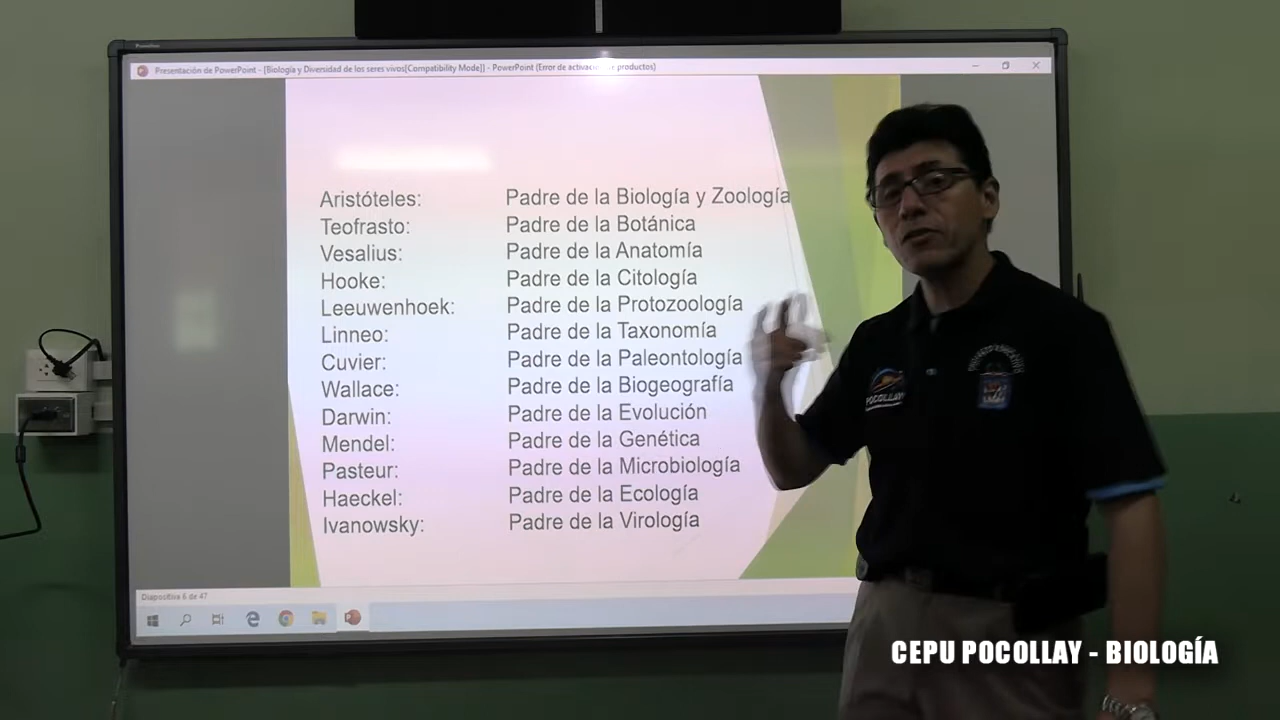 Presentación de PowerPoint - [Biología y Diversidad de los seres vivos[Compatibility Mode]] - PowerPoint (Error de activación productos)
Aristóteles: Padre de la Biología y Zoología
Teofrasto: Padre de la Botánica
Vesalius: Padre de la Anatomía
Hooke: Padre de la Citología
Leeuwenhoek: Padre de la Protozoología
Linneo: Padre de la Taxonomía
Cuvier: Padre de la Paleontología
Wallace: Padre de la Biogeografía
Darwin: Padre de la Evolución
Mendel: Padre de la Genética
Pasteur: Padre de la Microbiología
Haeckel: Padre de la Ecología
Ivanowsky: Padre de la Virología
Diapositiva 6 de 47
POCOLLAY
CEPU POCOLLAY - BIOLOGÍA